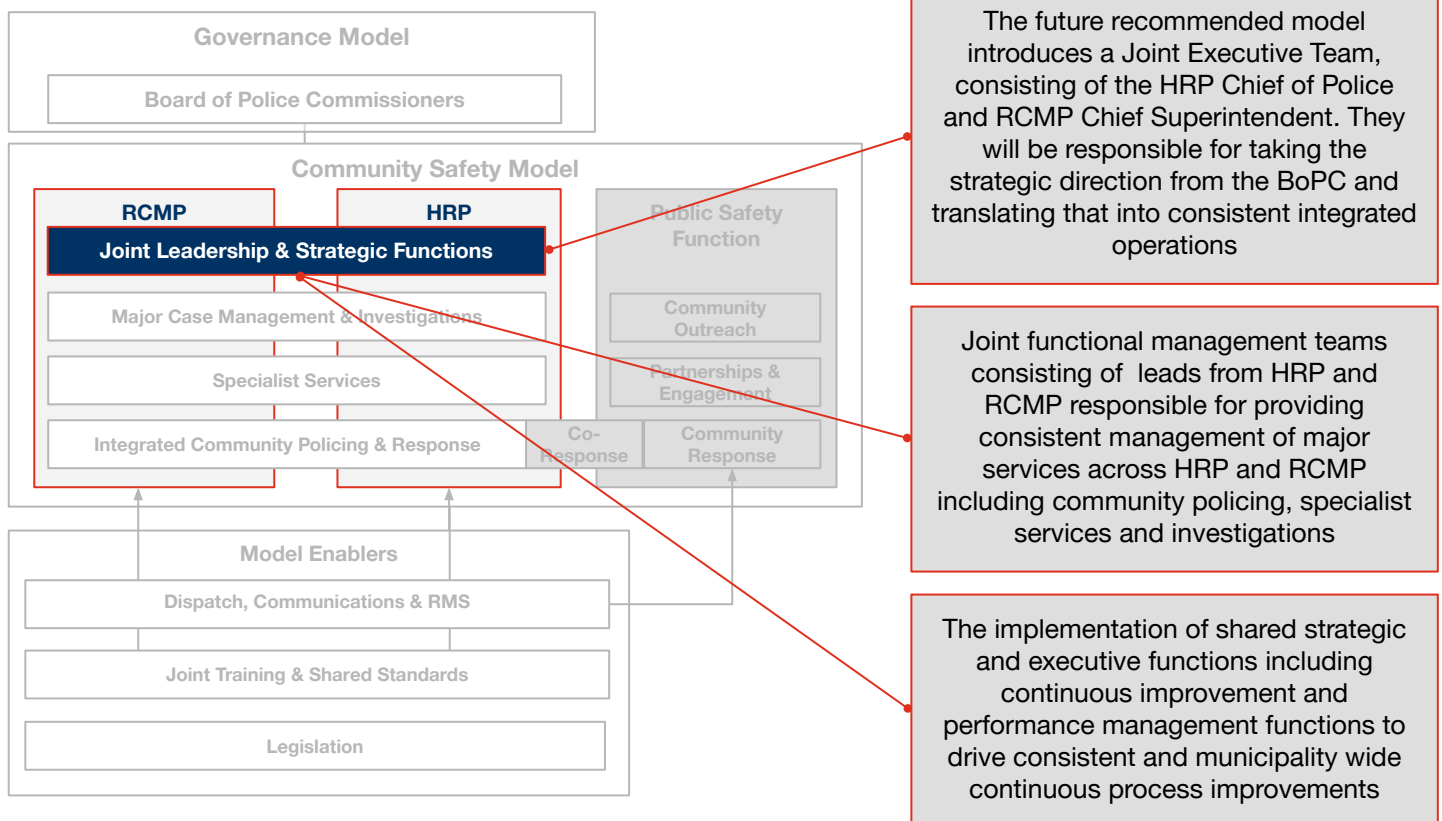 Governance Model
Board of Police Commissioners
Community Safety Model
RCMP
HRP
Joint Leadership & Strategic Functions
Major Case Management & Investigations
Specialist Services
Integrated Community Policing & Response
Public Safety
Function
Community
Outreach
Partnerships &
Engagement
Co-
Response
Community
Response
Model Enablers
Dispatch, Communications & RMS
Joint Training & Shared Standards
Legislation
The future recommended model
introduces a Joint Executive Team,
consisting of the HRP Chief of Police
and RCMP Chief Superintendent. They
will be responsible for taking the
strategic direction from the BoPC and
translating that into consistent integrated
operations
Joint functional management teams
consisting of leads from HRP and
RCMP responsible for providing
consistent management of major
services across HRP and RCMP
including community policing, specialist
services and investigations
The implementation of shared strategic
and executive functions including
continuous improvement and
performance management functions to
drive consistent and municipality wide
continuous process improvements